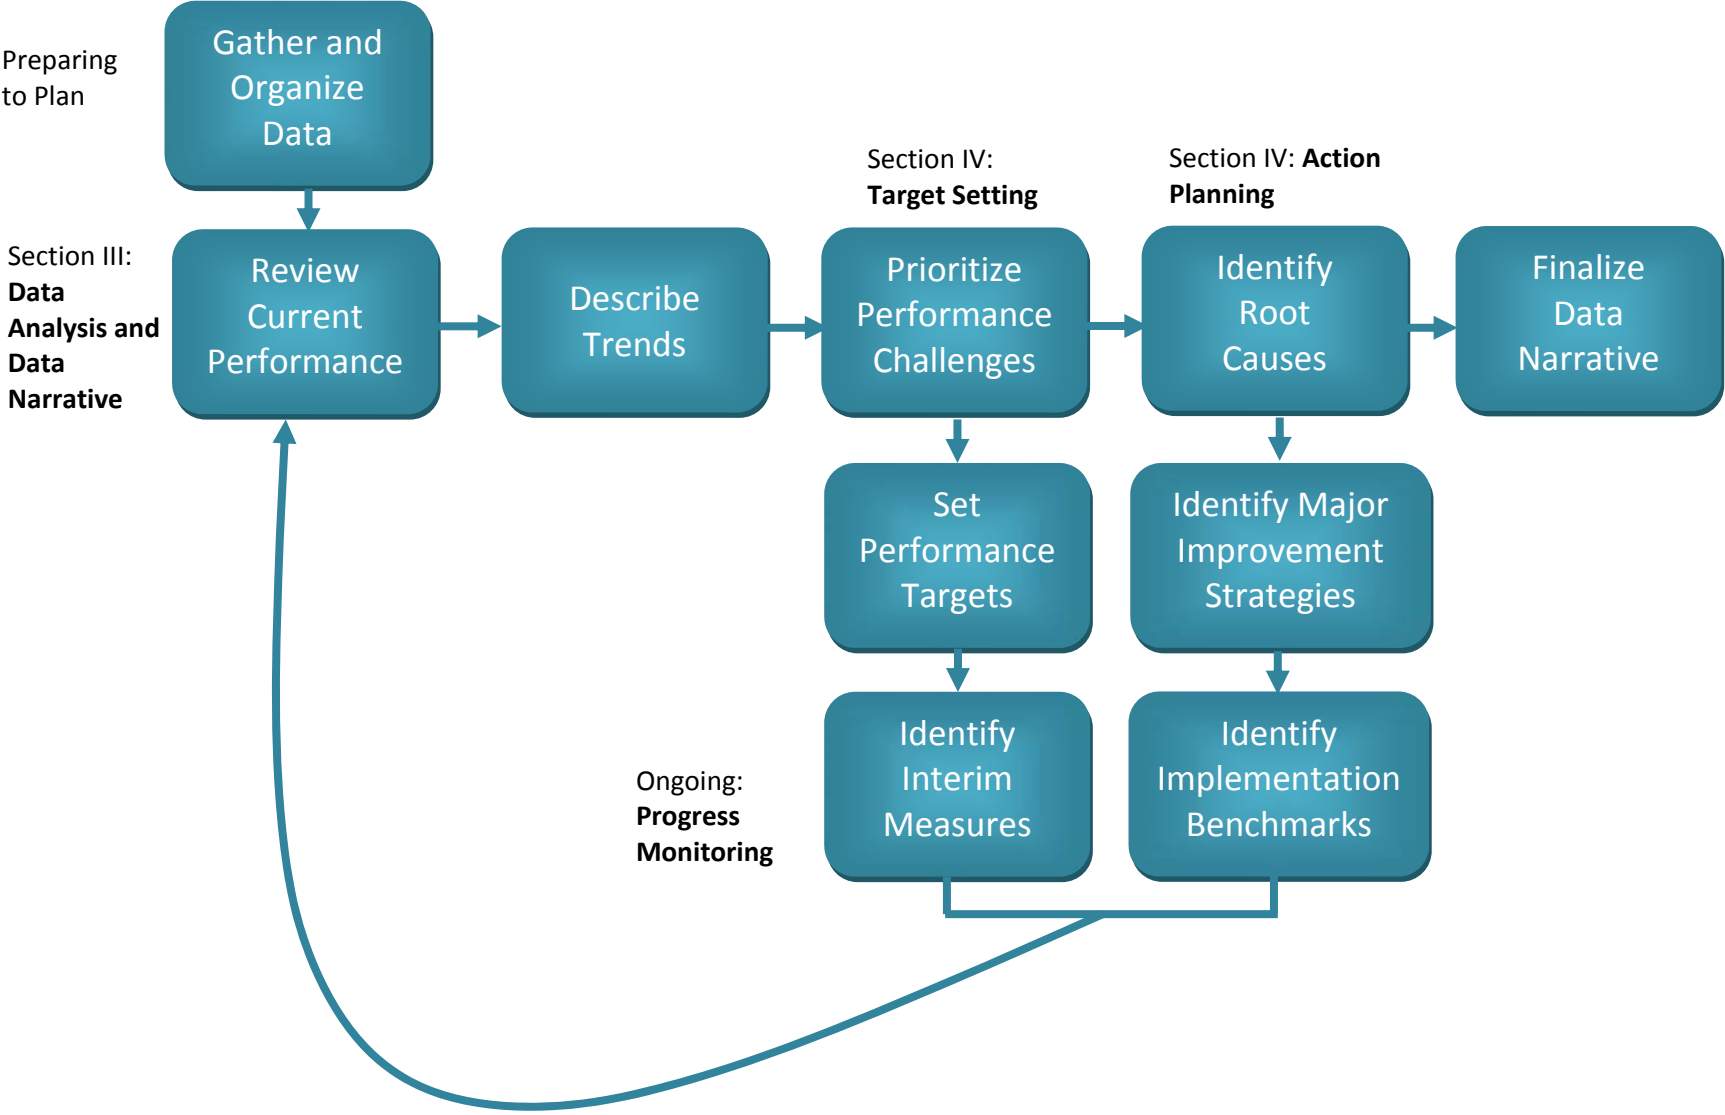 Preparing
to Plan
Gather and
Organize
Data
Section III:
Data
Analysis and
Data
Narrative
Review
Current
Performance
Describe
Trends
Section IV:
Target Setting
Prioritize
Performance
Challenges
Section IV: Action
Planning
Identify
Root
Causes
Finalize
Data
Narrative
Set
Performance
Targets
Identify Major
Improvement
Strategies
Ongoing:
Progress
Monitoring
Identify
Interim
Measures
Identify
Implementation
Benchmarks